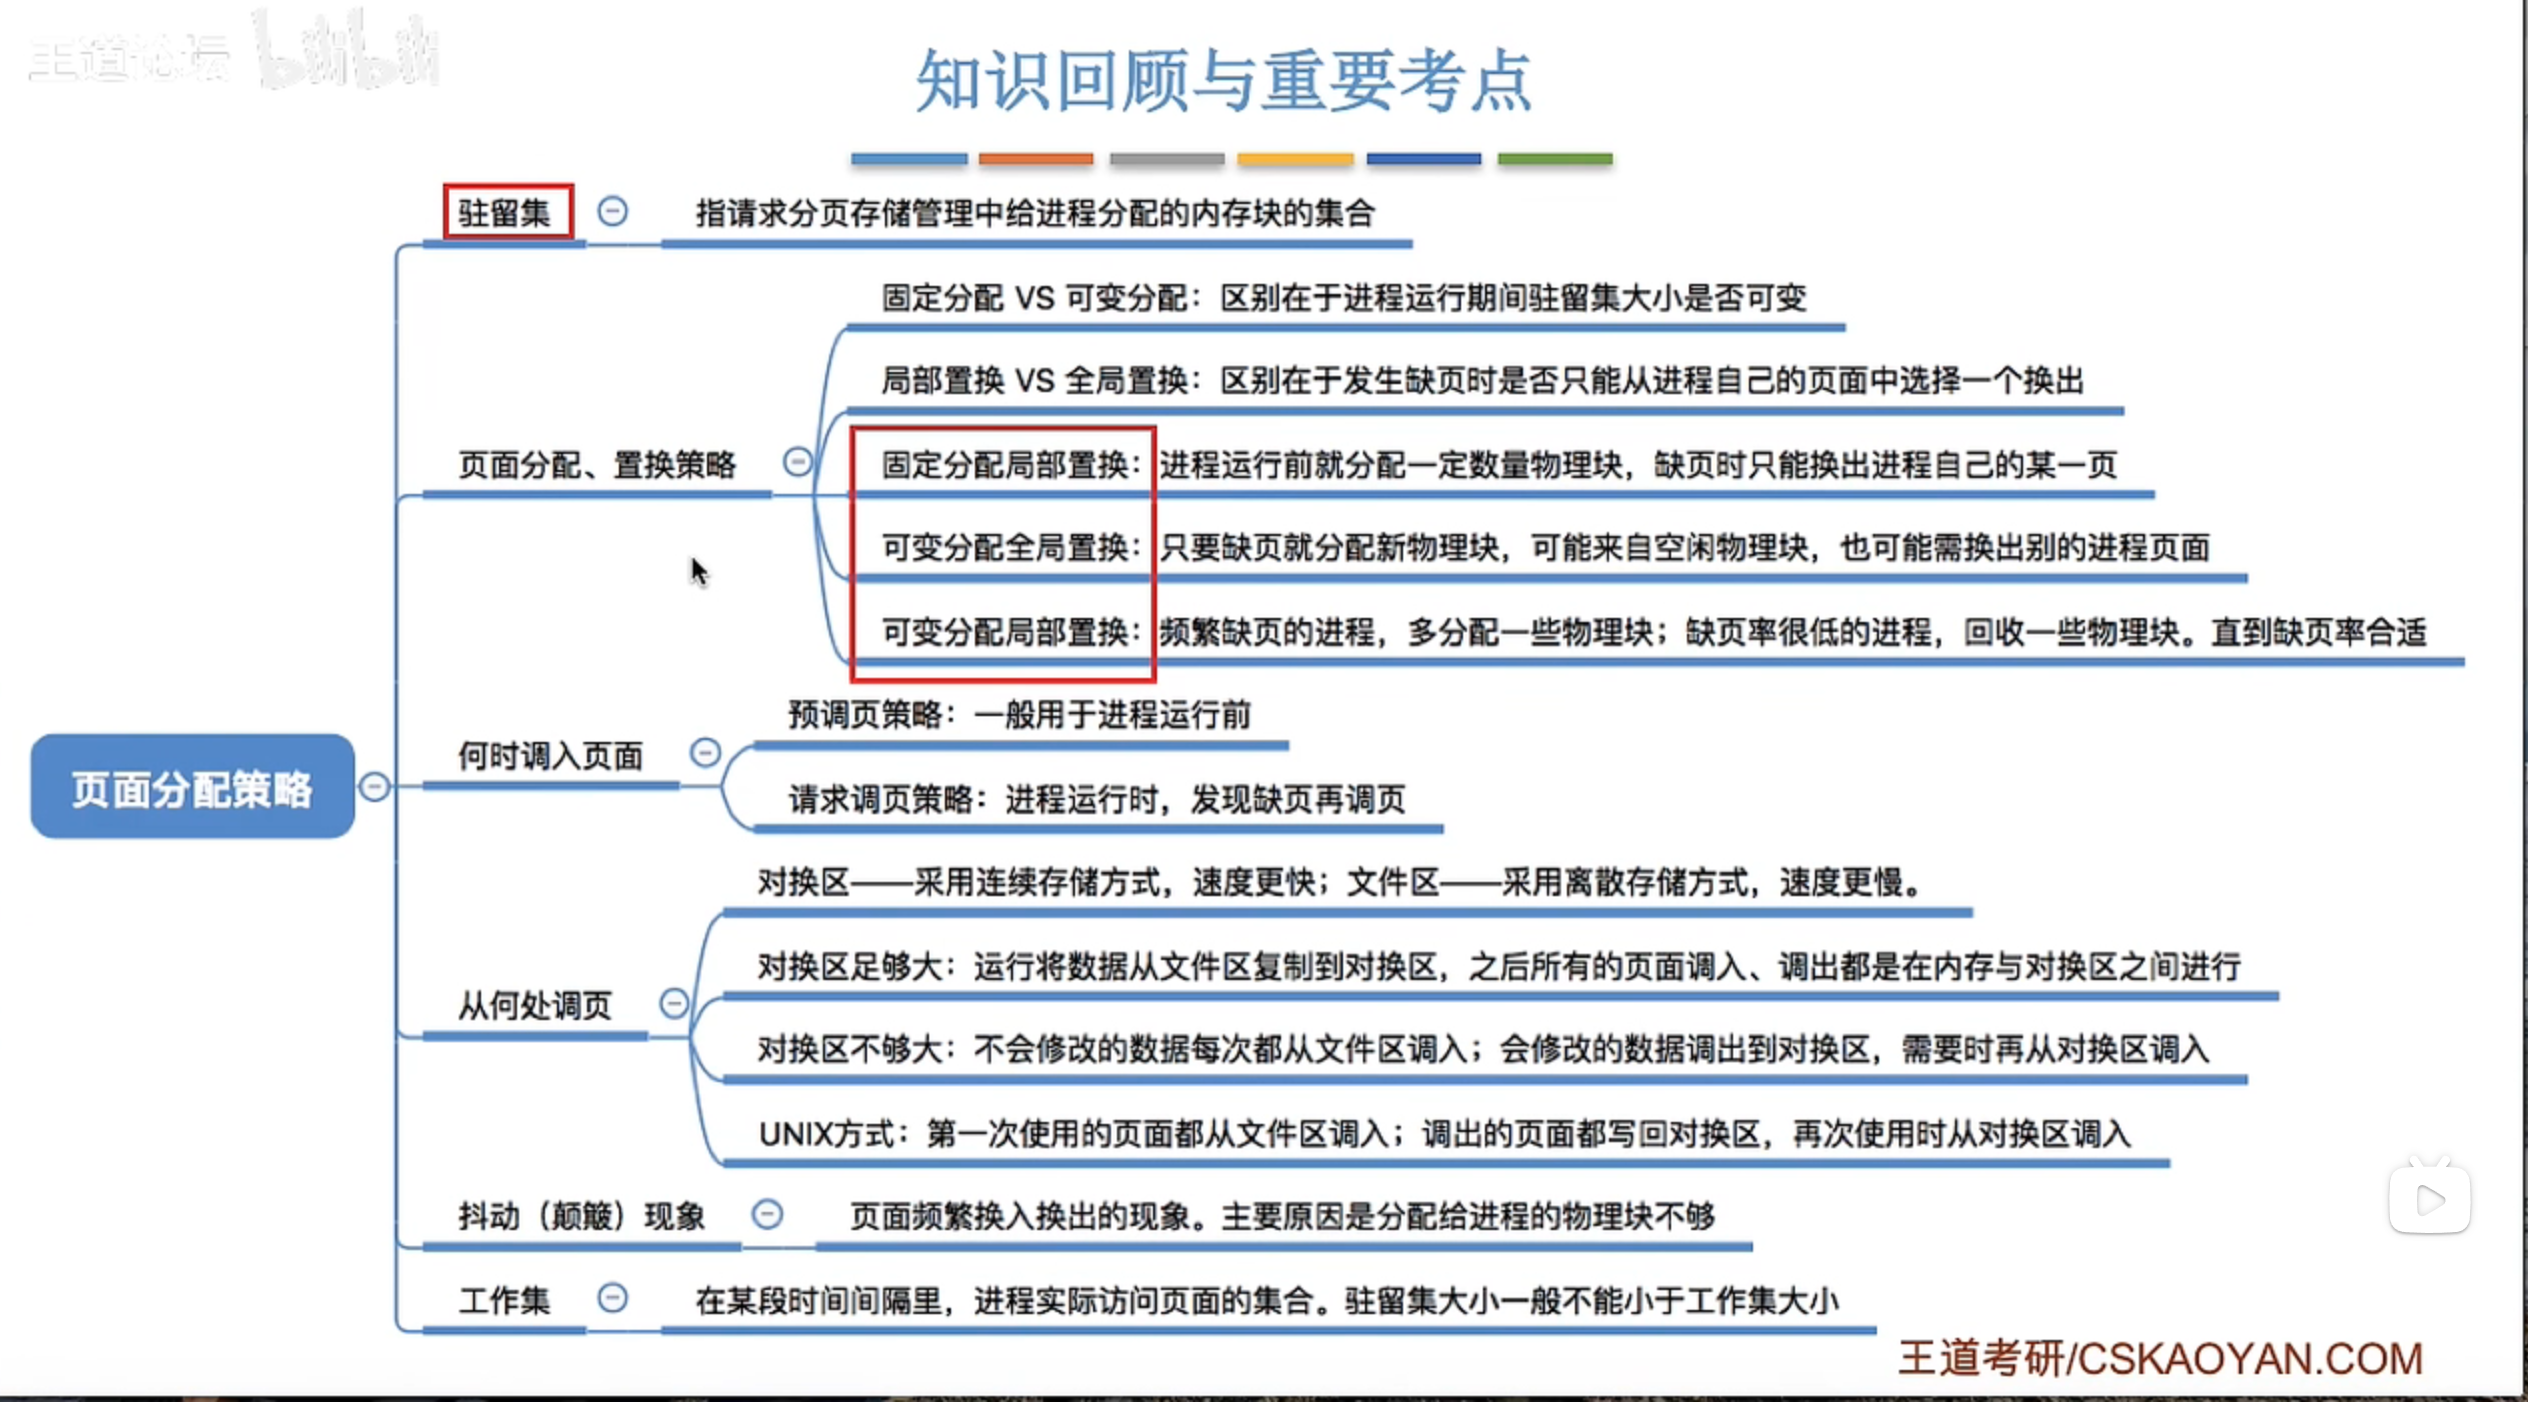 王道论坛 bilibili
知识回顾与重要考点
驻留集
指请求分页存储管理中给进程分配的内存块的集合
固定分配 VS 可变分配：区别在于进程运行期间驻留集大小是否可变
局部置换 VS 全局置换：区别在于发生缺页时是否只能从进程自己的页面中选择一个换出
页面分配、置换策略
固定分配局部置换：进程运行前就分配一定数量物理块，缺页时只能换出进程自己的某一页
可变分配全局置换：只要缺页就分配新物理块，可能来自空闲物理块，也可能需换出别的进程页面
可变分配局部置换：频繁缺页的进程，多分配一些物理块；缺页率很低的进程，回收一些物理块。直到缺页率合适
预调页策略：一般用于进程运行前
何时调入页面
请求调页策略：进程运行时，发现缺页再调页
页面分配策略
对换区——采用连续存储方式，速度更快；文件区——采用离散存储方式，速度更慢。
对换区足够大：运行将数据从文件区复制到对换区，之后所有的页面调入、调出都是在内存与对换区之间进行
从何处调页
对换区不够大：不会修改的数据每次都从文件区调入；会修改的数据调出到对换区，需要时再从对换区调入
UNIX方式：第一次使用的页面都从文件区调入；调出的页面都写回对换区，再次使用时从对换区调入
抖动（颠簸）现象
页面频繁换入换出的现象。主要原因是分配给进程的物理块不够
工作集
在某段时间间隔里，进程实际访问页面的集合。驻留集大小一般不能小于工作集大小
王道考研/CSKAOYAN.COM